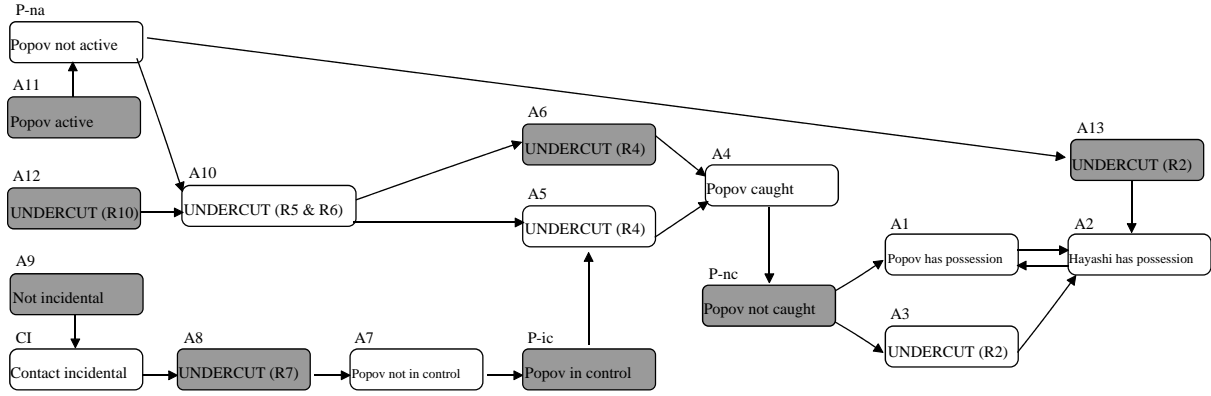 P-na
Popov not active
A11
Popov active
A6
UNDERCUT (R4)
A13
UNDERCUT (R2)
A12
UNDERCUT (R10)
A10
UNDERCUT (R5 & R6)
A5
UNDERCUT (R4)
A4
Popov caught
A1
Popov has possession
A2
Hayashi has possession
A9
Not incidental
P-nc
Popov not caught
A3
UNDERCUT (R2)
CI
Contact incidental
A8
UNDERCUT (R7)
A7
Popov not in control
P-ic
Popov in control